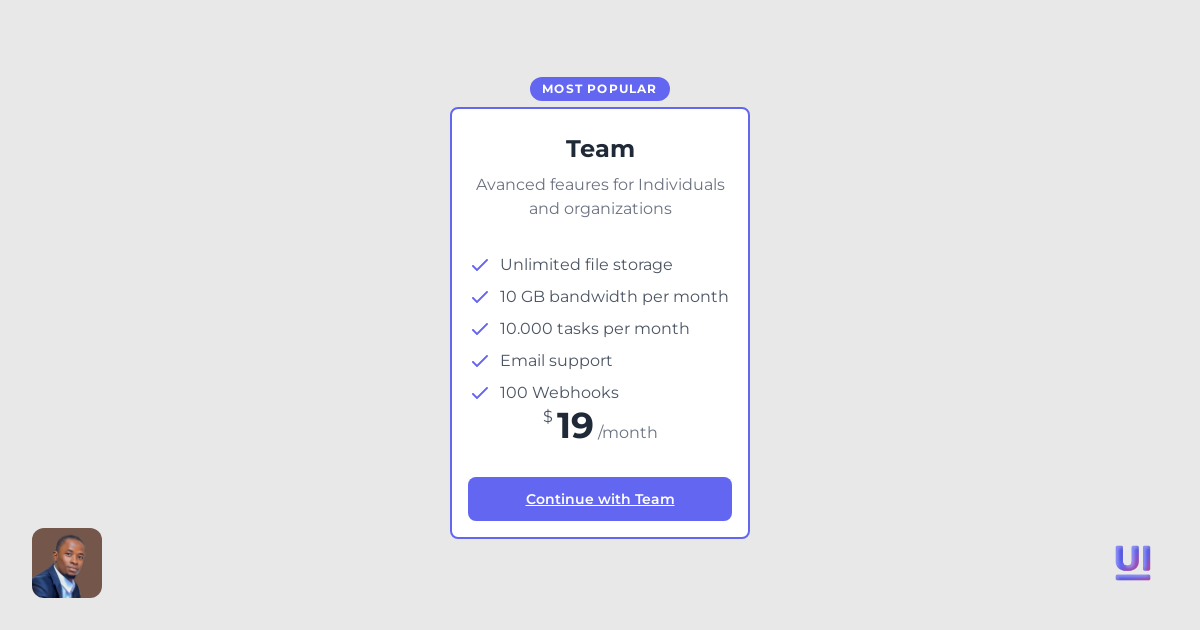 MOST POPULAR
Team
Avanced feaures for Individuals
and organizations
Unlimited file storage
10 GB bandwidth per month
10.000 tasks per month
Email support
100 Webhooks
$ 19 /month
Continue with Team
UI